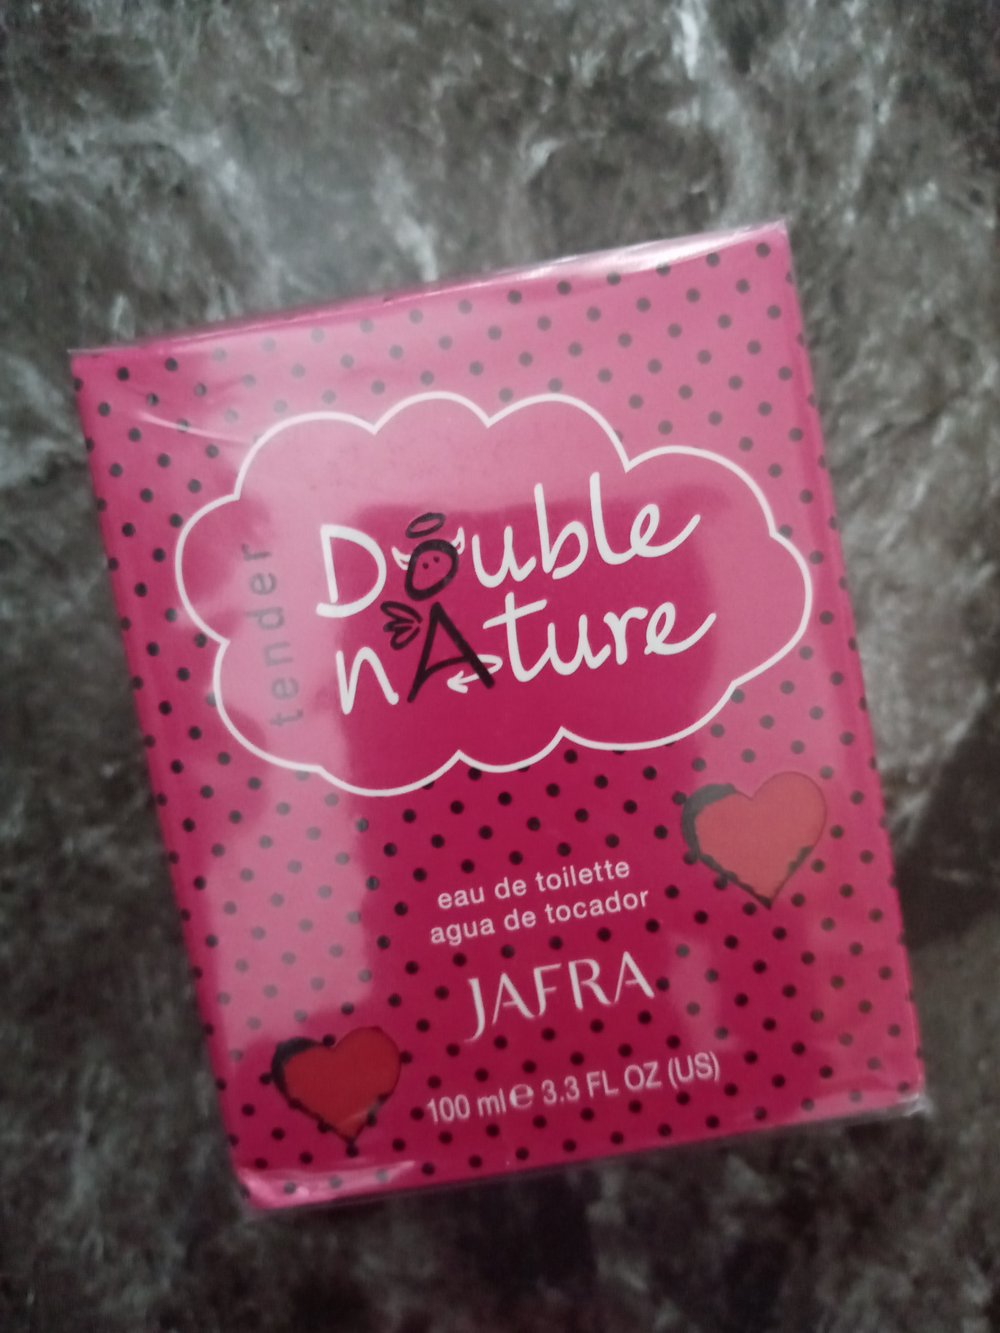 tender
Double
nAture
eau de toilette
agua de tocador
JAFRA
100 ml ℮ 3.3 FL OZ (US)